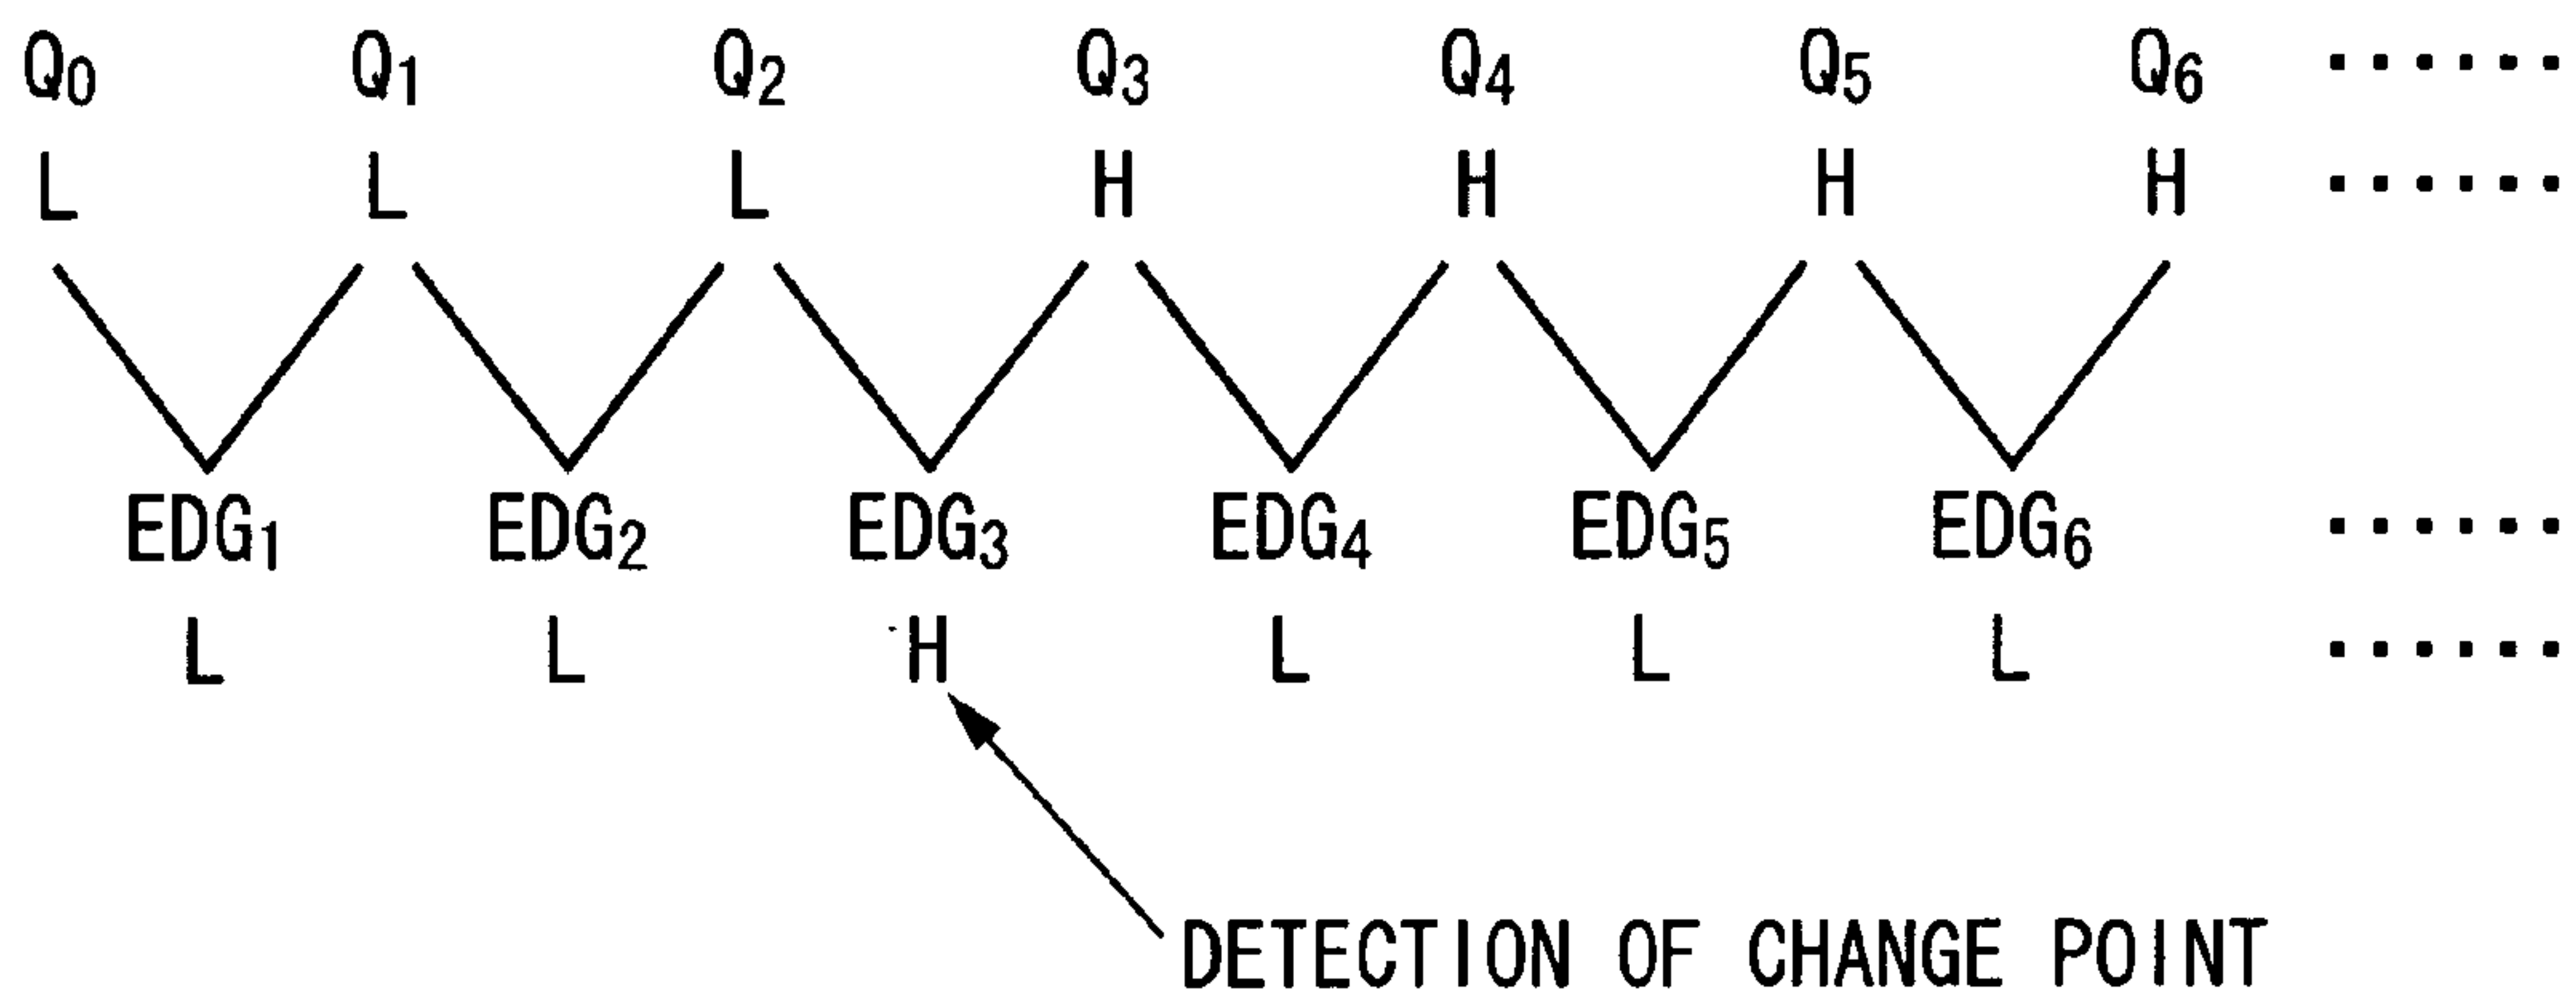 Q0 Q1 Q2 Q3 Q4 Q5 Q6 ······
L L L H H H H ······
EDG1 EDG2 EDG3 EDG4 EDG5 EDG6 ······
L L H L L L ······
DETECTION OF CHANGE POINT